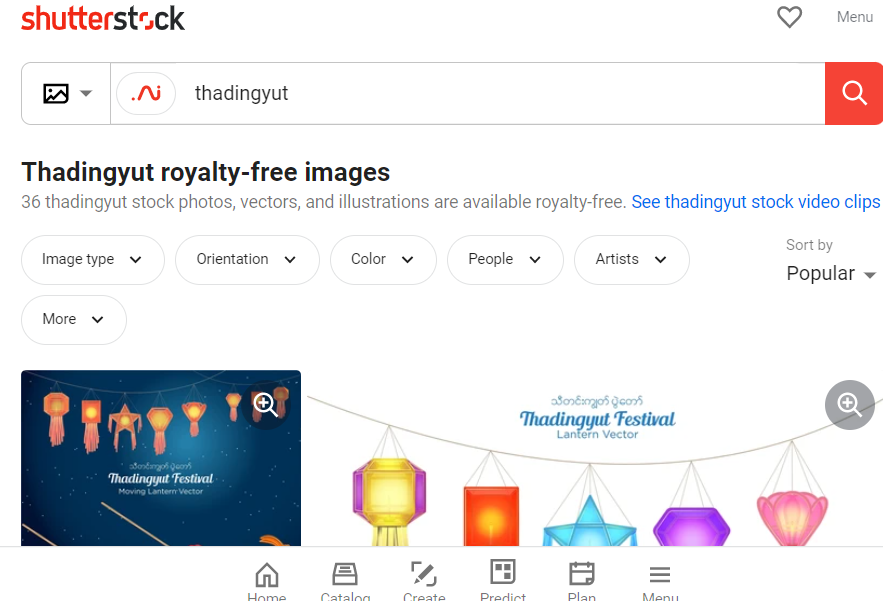 shutterstock
Menu
.Ai
thadingyut
Thadingyut royalty-free images
36 thadingyut stock photos, vectors, and illustrations are available royalty-free. See thadingyut stock video clips
Image type
Orientation
Color
People
Artists
Sort by
Popular
More
သီတင်းကျွတ် ပွဲတော်
Thadingyut Festival
Moving Lantern Vector
သီတင်းကျွတ် ပွဲတော်
Thadingyut Festival
Lantern Vector
Home
Catalog
Create
Predict
Plan
Menu